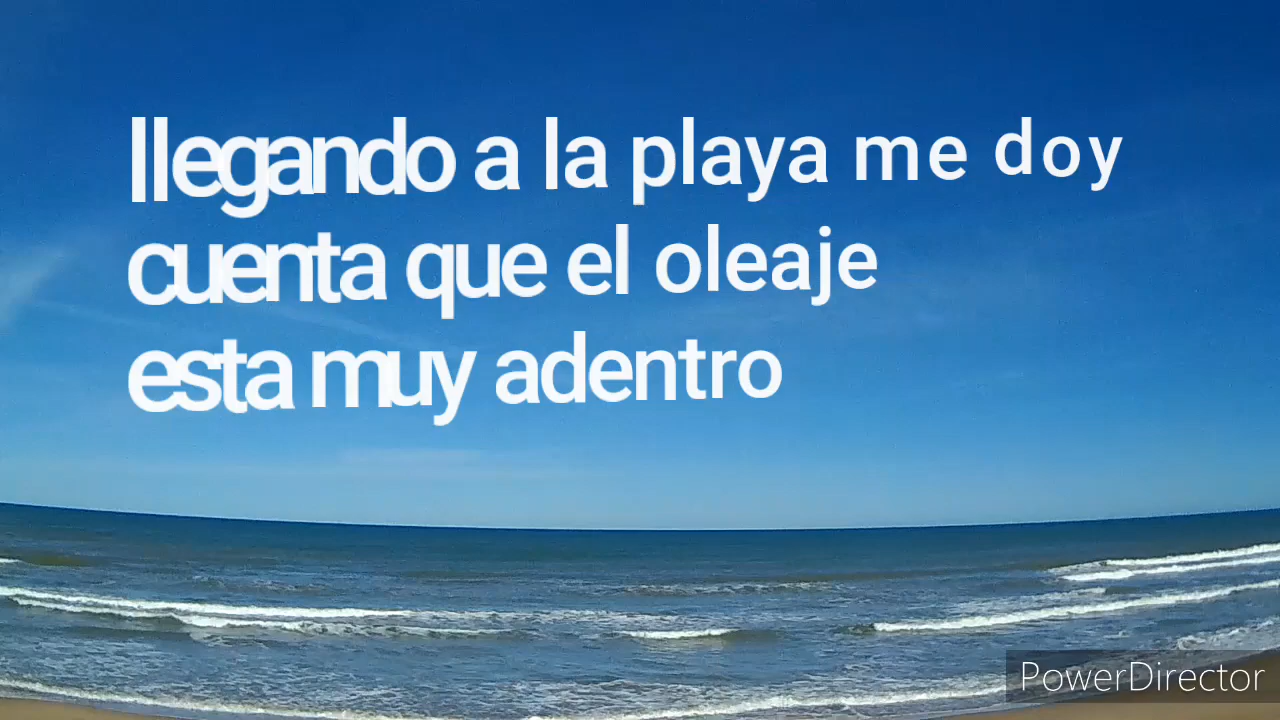 llegando a la playa me doy
cuenta que el oleaje
esta muy adentro
PowerDirector